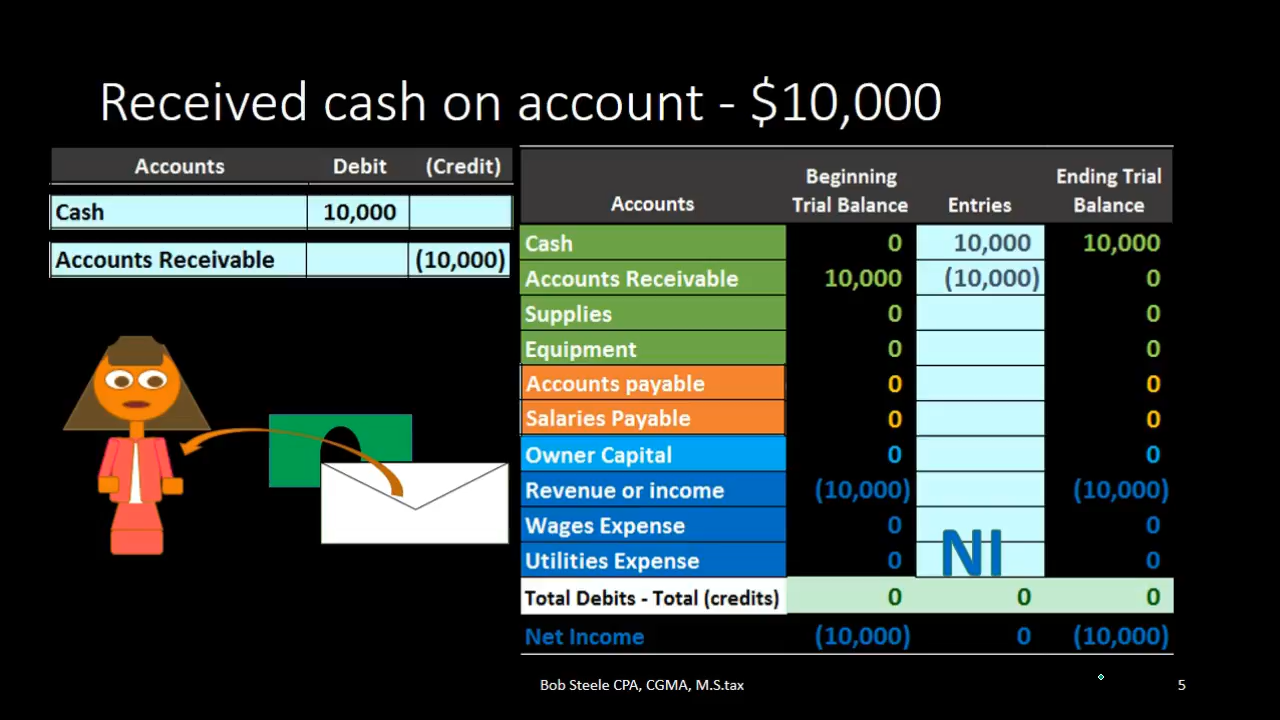 Received cash on account - $10,000
Accounts Debit (Credit)
Cash 10,000
Accounts Receivable (10,000)
Accounts Beginning Trial Balance Entries Ending Trial Balance
Cash 0 10,000 10,000
Accounts Receivable 10,000 (10,000) 0
Supplies 0 0
Equipment 0 0
Accounts payable 0 0
Salaries Payable 0 0
Owner Capital 0 0
Revenue or income (10,000) (10,000)
Wages Expense 0 0
Utilities Expense 0 NI 0
Total Debits - Total (credits) 0 0 0
Net Income (10,000) 0 (10,000)
Bob Steele CPA, CGMA, M.S.tax 5